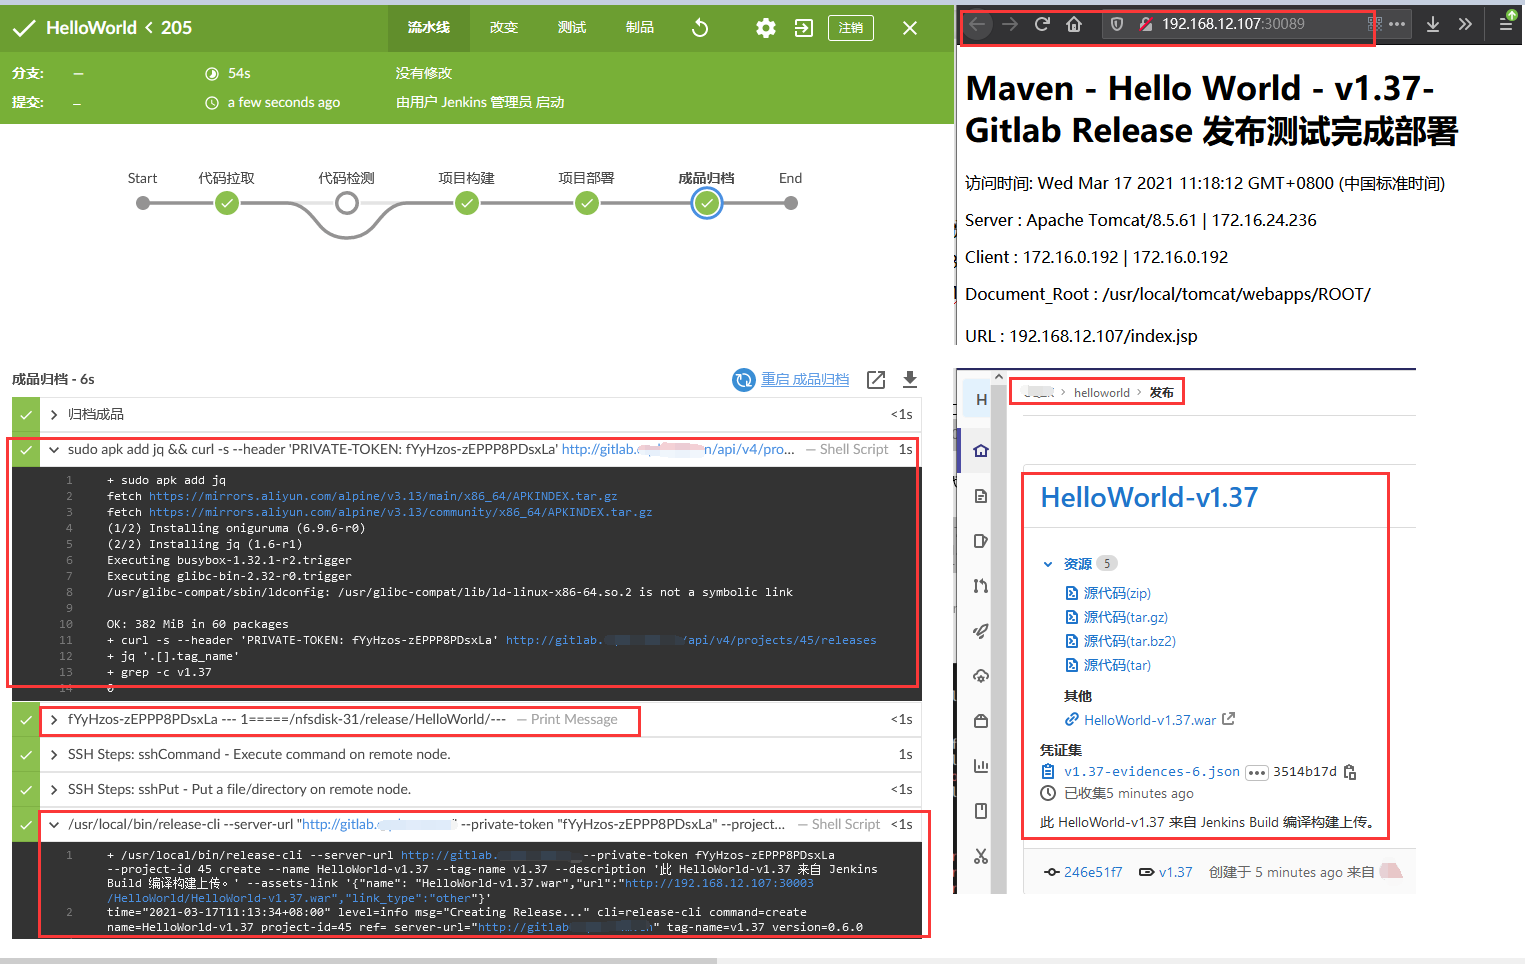 HelloWorld < 205
流水线
改变
测试
制品
注销
分支: —
54s
没有修改
提交: —
a few seconds ago
由用户 Jenkins 管理员 启动
Start
代码拉取
代码检测
项目构建
项目部署
成品归档
End
成品归档 - 6s
重启 成品归档
归档成品
<1s
sudo apk add jq && curl -s --header 'PRIVATE-TOKEN: fYyHzos-zEPPP8PDsxLa' http://gitlab. n/api/v4/pro... — Shell Script 1s
1 + sudo apk add jq
2 fetch https://mirrors.aliyun.com/alpine/v3.13/main/x86_64/APKINDEX.tar.gz
3 fetch https://mirrors.aliyun.com/alpine/v3.13/community/x86_64/APKINDEX.tar.gz
4 (1/2) Installing oniguruma (6.9.6-r0)
5 (2/2) Installing jq (1.6-r1)
6 Executing busybox-1.32.1-r2.trigger
7 Executing glibc-bin-2.32-r0.trigger
8 /usr/glibc-compat/sbin/ldconfig: /usr/glibc-compat/lib/ld-linux-x86-64.so.2 is not a symbolic link
9
10 OK: 382 MiB in 60 packages
11 + curl -s --header 'PRIVATE-TOKEN: fYyHzos-zEPPP8PDsxLa' http://gitlab. /api/v4/projects/45/releases
12 + jq '.[].tag_name'
13 + grep -c v1.37
14 0
fYyHzos-zEPPP8PDsxLa --- 1=====/nfsdisk-31/release/HelloWorld/--- — Print Message <1s
SSH Steps: sshCommand - Execute command on remote node. 1s
SSH Steps: sshPut - Put a file/directory on remote node. <1s
/usr/local/bin/release-cli --server-url "http://gitlab. " --private-token "fYyHzos-zEPPP8PDsxLa" --project... — Shell Script <1s
1 + /usr/local/bin/release-cli --server-url http://gitlab. --private-token fYyHzos-zEPPP8PDsxLa
--project-id 45 create --name HelloWorld-v1.37 --tag-name v1.37 --description '此 HelloWorld-v1.37 来自 Jenkins
Build 编译构建上传。' --assets-link '{"name": "HelloWorld-v1.37.war","url":"http://192.168.12.107:30003
/HelloWorld/HelloWorld-v1.37.war","link_type":"other"}'
2 time="2021-03-17T11:13:34+08:00" level=info msg="Creating Release..." cli=release-cli command=create
name=HelloWorld-v1.37 project-id=45 ref= server-url="http://gitlab n" tag-name=v1.37 version=0.6.0
192.168.12.107:30089
Maven - Hello World - v1.37-
Gitlab Release 发布测试完成部署
访问时间: Wed Mar 17 2021 11:18:12 GMT+0800 (中国标准时间)
Server : Apache Tomcat/8.5.61 | 172.16.24.236
Client : 172.16.0.192 | 172.16.0.192
Document_Root : /usr/local/tomcat/webapps/ROOT/
URL : 192.168.12.107/index.jsp
H
› helloworld › 发布
HelloWorld-v1.37
资源 5
源代码(zip)
源代码(tar.gz)
源代码(tar.bz2)
源代码(tar)
其他
HelloWorld-v1.37.war
凭证集
v1.37-evidences-6.json ••• 3514b17d
已收集5 minutes ago
此 HelloWorld-v1.37 来自 Jenkins Build 编译构建上传。
246e51f7 v1.37 创建于 5 minutes ago 来自